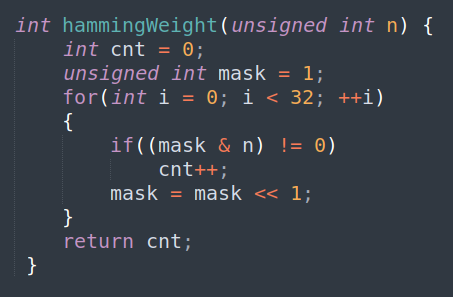 int hammingWeight(unsigned int n) {
    int cnt = 0;
    unsigned int mask = 1;
    for(int i = 0; i < 32; ++i)
    {
        if((mask & n) != 0)
            cnt++;
        mask = mask << 1;
    }
    return cnt;
}